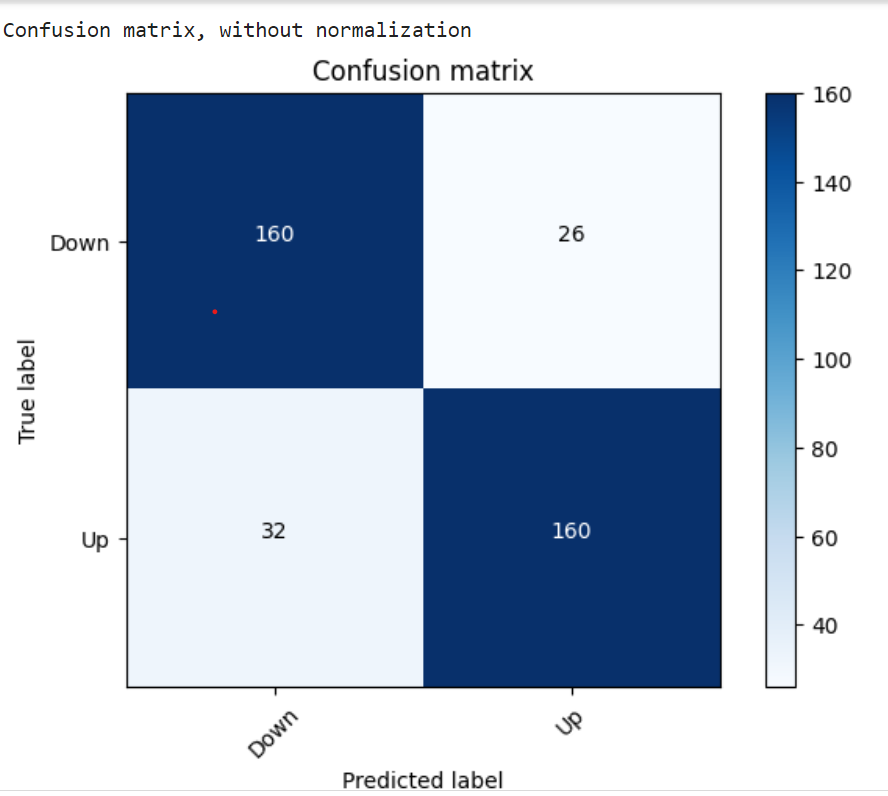 Confusion matrix, without normalization
Confusion matrix
160
140
120
100
80
60
40
True label
Down
160
26
Up
32
160
Down
Up
Predicted label